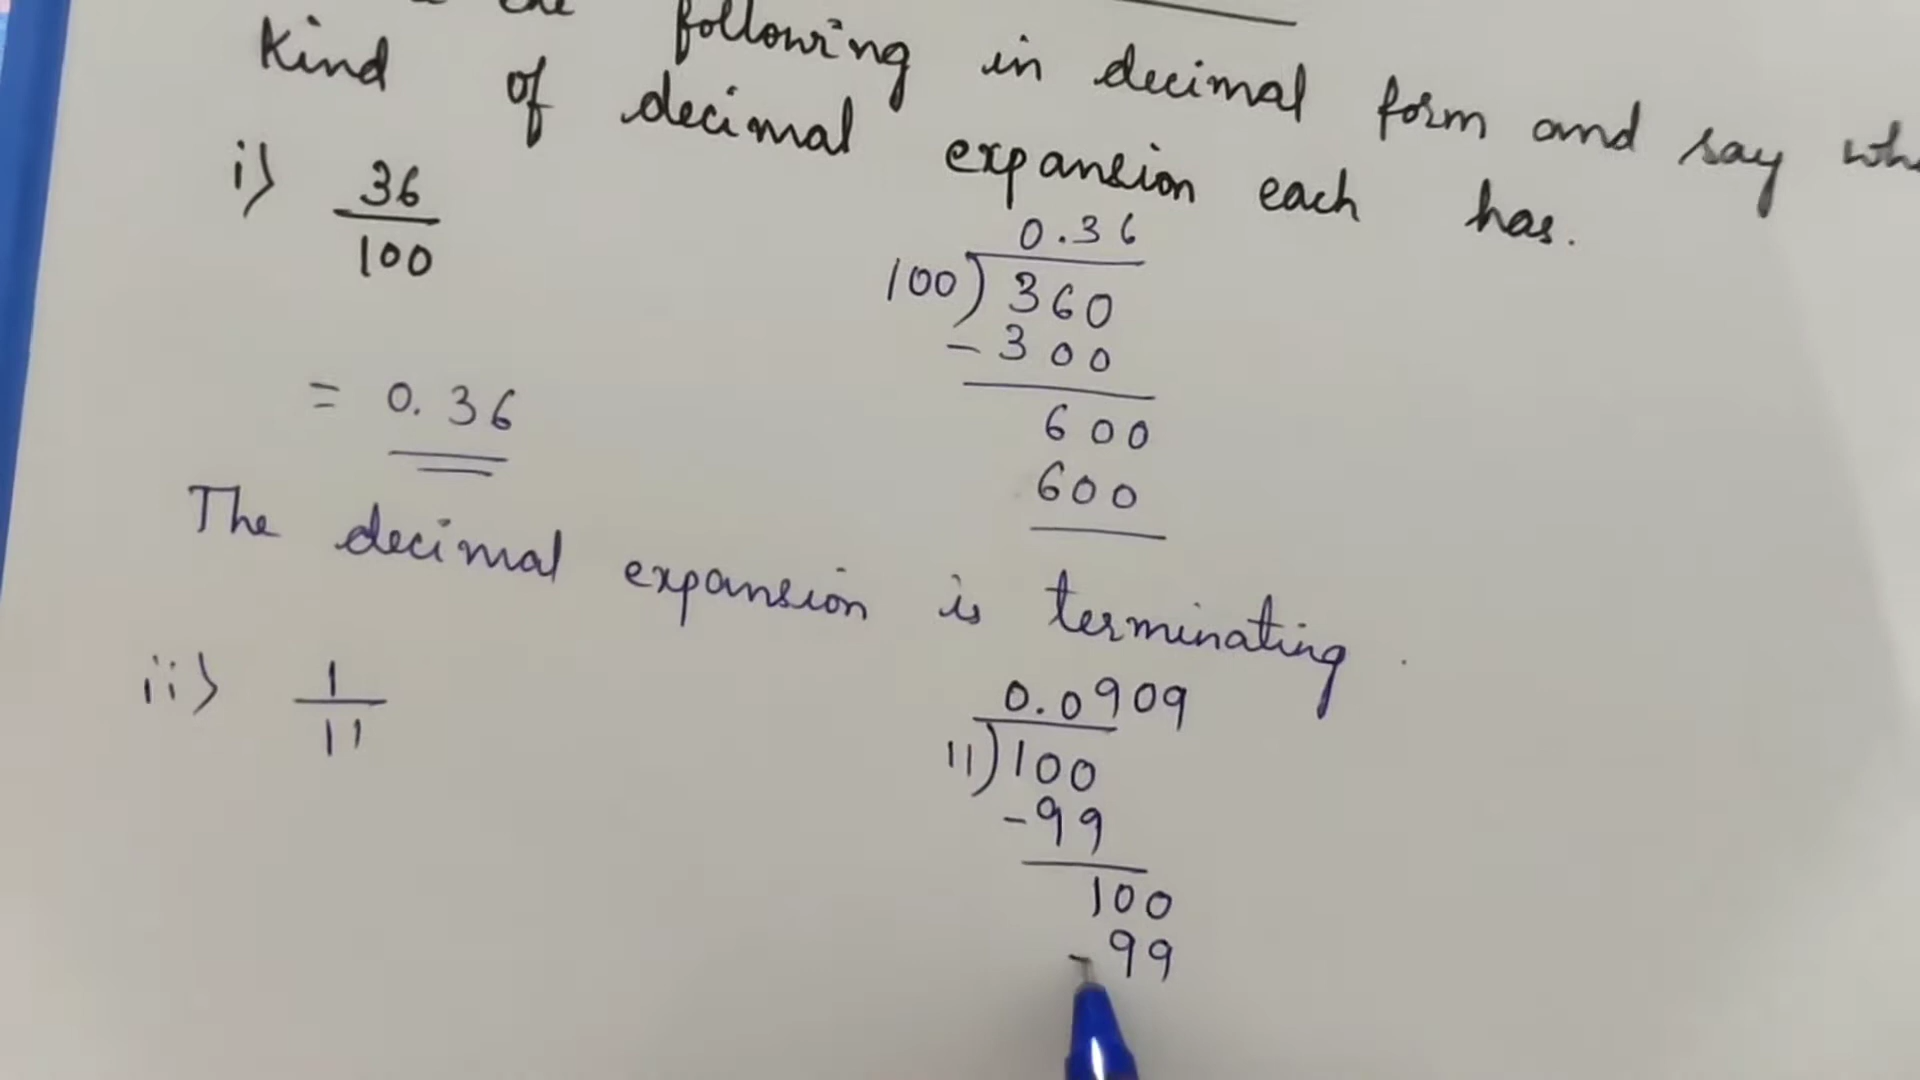 the following in decimal form and say
Kind of decimal expansion each has.
i) 36
100
0.36
100) 360
- 300
600
600
= 0.36
The decimal expansion is terminating.
ii) 1
11
0.0909
11) 100
- 99
100
- 99